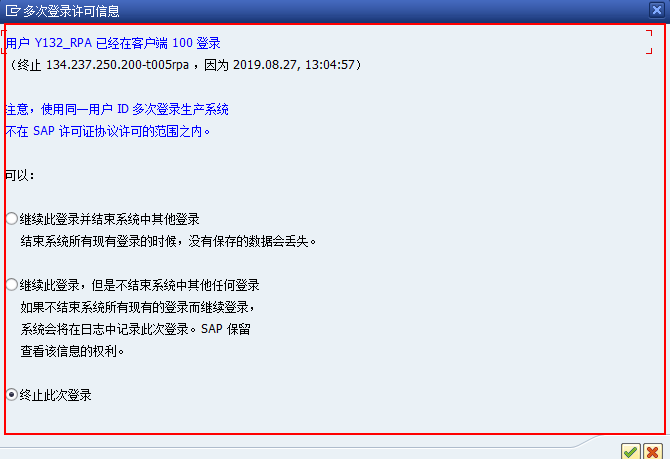 多次登录许可信息
用户 Y132_RPA 已经在客户端 100 登录
（终止 134.237.250.200-t005rpa ，因为 2019.08.27, 13:04:57）
注意，使用同一用户 ID 多次登录生产系统
不在 SAP 许可证协议许可的范围之内。
可以：
继续此登录并结束系统中其他登录
结束系统所有现有登录的时候，没有保存的数据会丢失。
继续此登录，但是不结束系统中其他任何登录
如果不结束系统所有现有的登录而继续登录，
系统会将在日志中记录此次登录。SAP 保留
查看该信息的权利。
终止此次登录